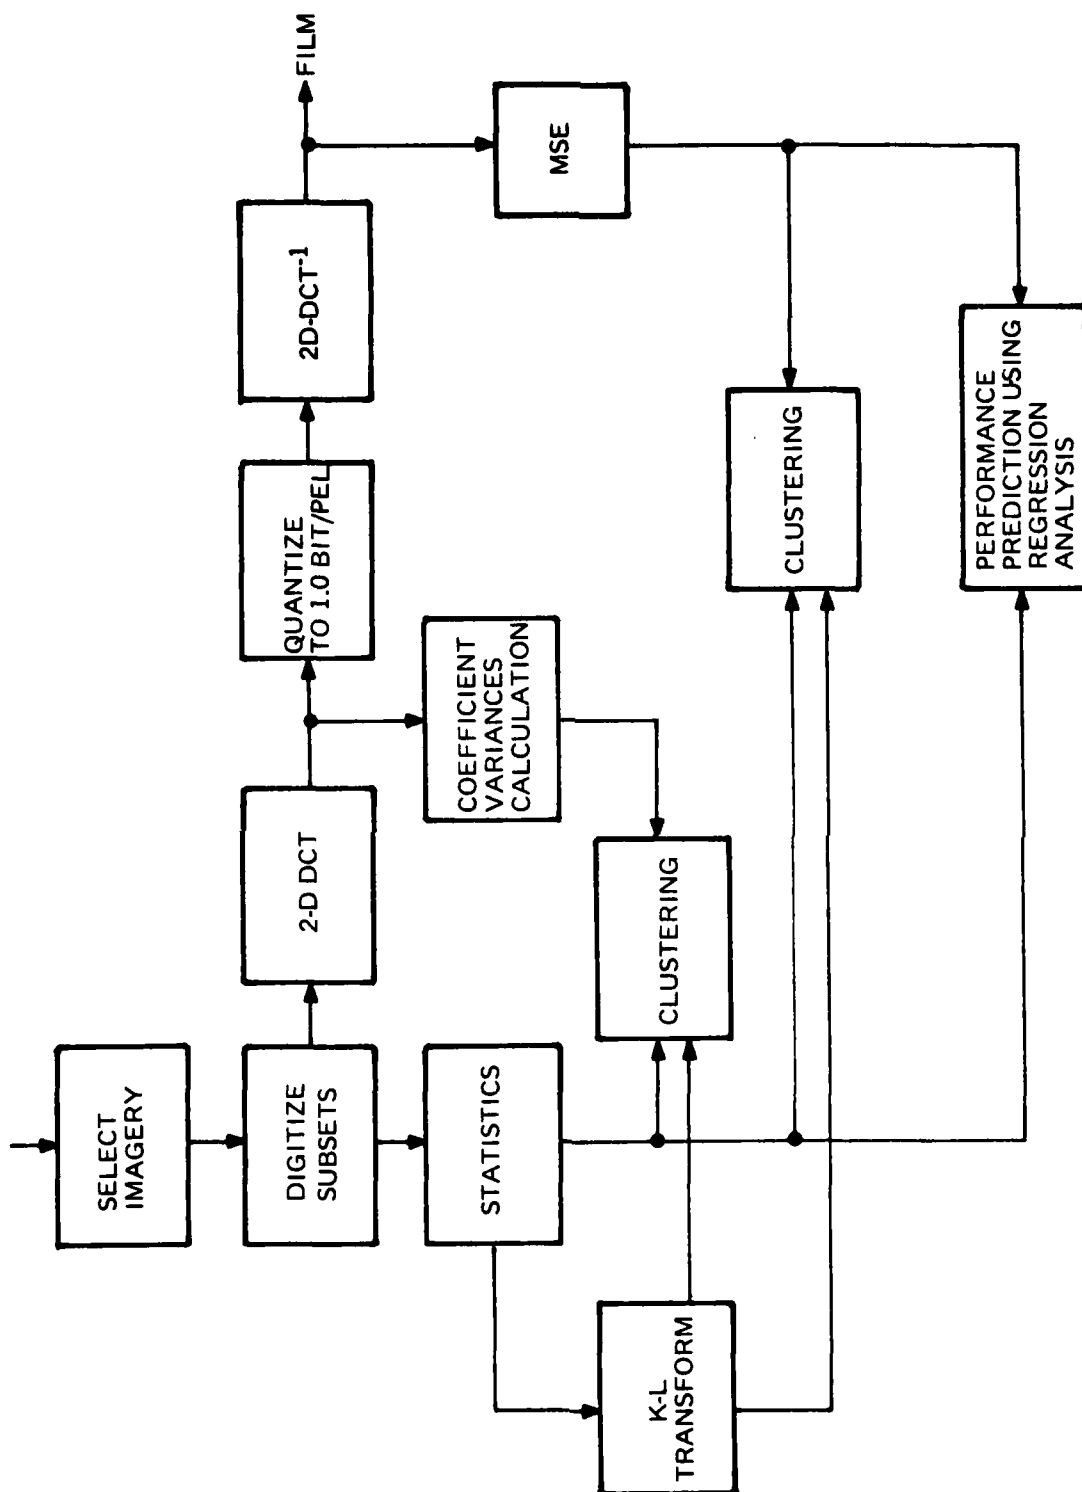 SELECT
IMAGERY
DIGITIZE
SUBSETS
2-D DCT
QUANTIZE
TO 1.0 BIT/PEL
2D-DCT-1
FILM
STATISTICS
COEFFICIENT
VARIANCES
CALCULATION
MSE
K-L
TRANSFORM
CLUSTERING
CLUSTERING
PERFORMANCE
PREDICTION USING
REGRESSION
ANALYSIS